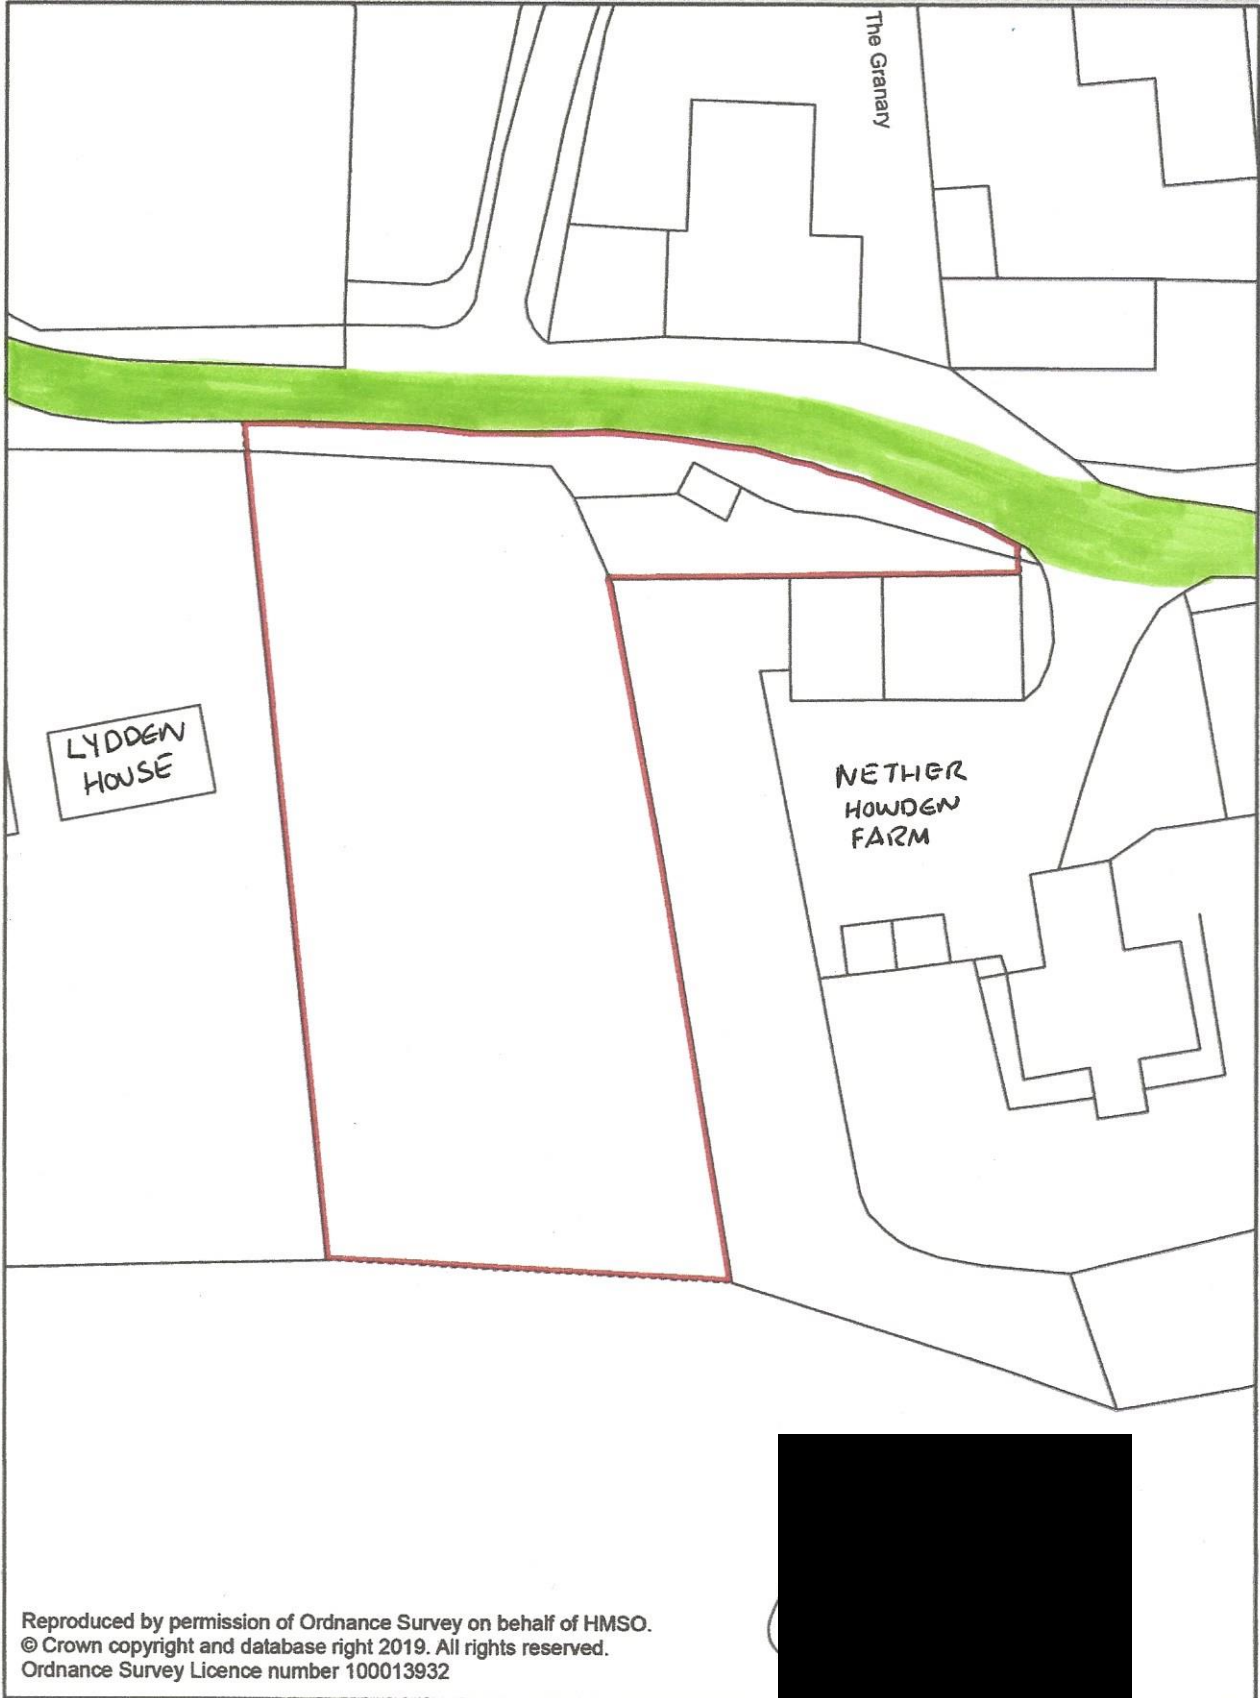 The Granary
LYDDEN
HOUSE
NETHER
HOWDEN
FARM
Reproduced by permission of Ordnance Survey on behalf of HMSO.
© Crown copyright and database right 2019. All rights reserved.
Ordnance Survey Licence number 100013932